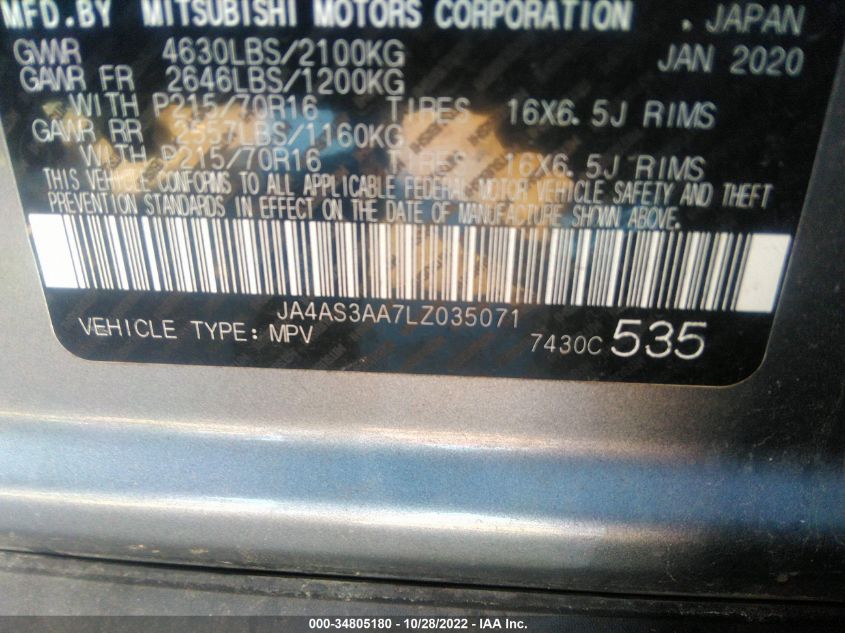 MFD.BY MITSUBISHI MOTORS CORPORATION . JAPAN
GVWR 4630LBS/2100KG JAN 2020
GAWR FR 2646LBS/1200KG
WITH P215/70R16 TIRES 16X6.5J RIMS
GAWR RR 2557LBS/1160KG
WITH P215/70R16 TIRES 16X6.5J RIMS
THIS VEHICLE CONFORMS TO ALL APPLICABLE FEDERAL MOTOR VEHICLE SAFETY AND THEFT
PREVENTION STANDARDS IN EFFECT ON THE DATE OF MANUFACTURE SHOWN ABOVE.
JA4AS3AA7LZ035071
VEHICLE TYPE: MPV 7430C 535
000-34805180 - 10/28/2022 - IAA Inc.